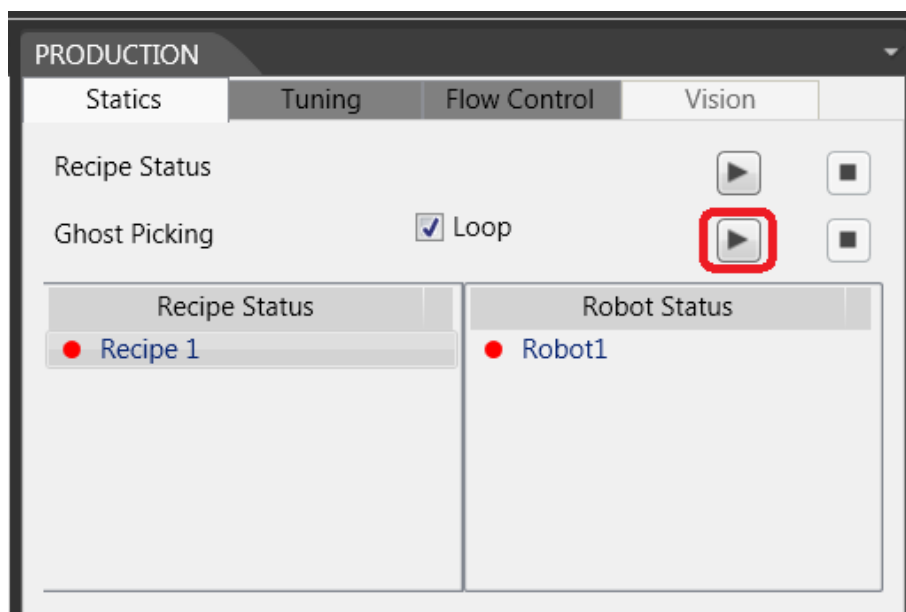 PRODUCTION
Statics Tuning Flow Control Vision
Recipe Status
Ghost Picking Loop
Recipe Status Robot Status
Recipe 1 Robot1